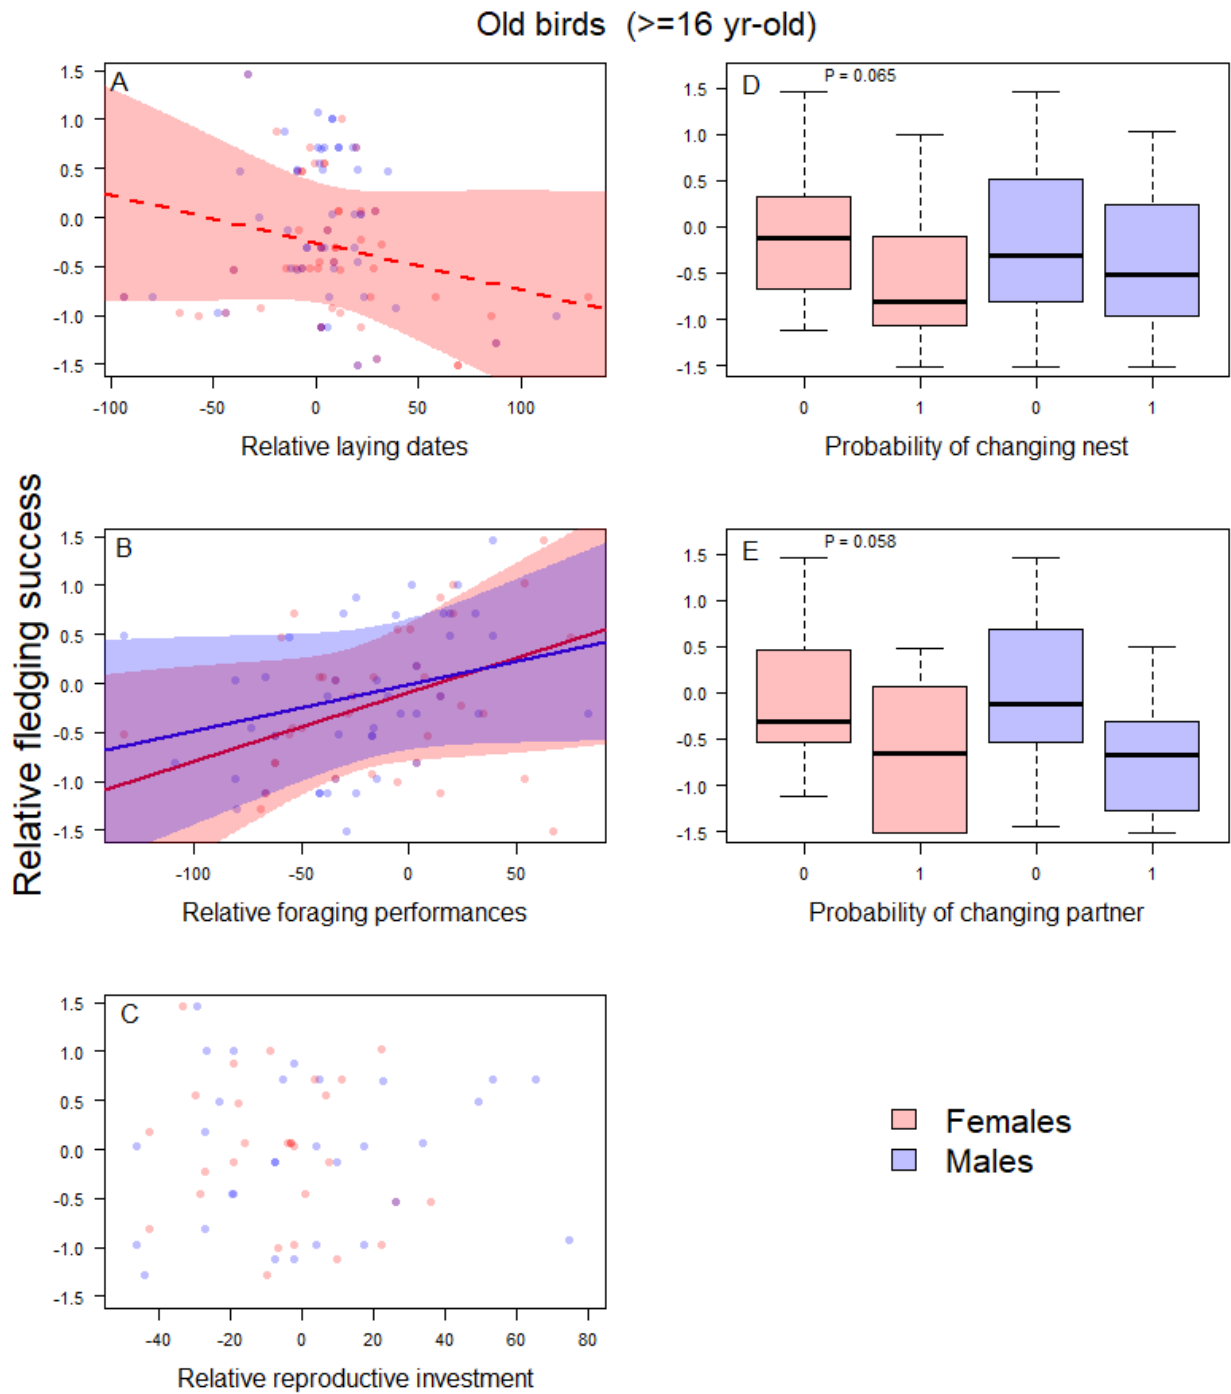 Old birds (>=16 yr-old)
Relative fledging success
A
1.5
1.0
0.5
0.0
-0.5
-1.0
-1.5
-100 -50 0 50 100
Relative laying dates
D
P = 0.065
1.5
1.0
0.5
0.0
-0.5
-1.0
-1.5
0 1 0 1
Probability of changing nest
B
1.5
1.0
0.5
0.0
-0.5
-1.0
-1.5
-100 -50 0 50
Relative foraging performances
E
P = 0.058
1.5
1.0
0.5
0.0
-0.5
-1.0
-1.5
0 1 0 1
Probability of changing partner
C
1.5
1.0
0.5
0.0
-0.5
-1.0
-1.5
-40 -20 0 20 40 60 80
Relative reproductive investment
Females
Males